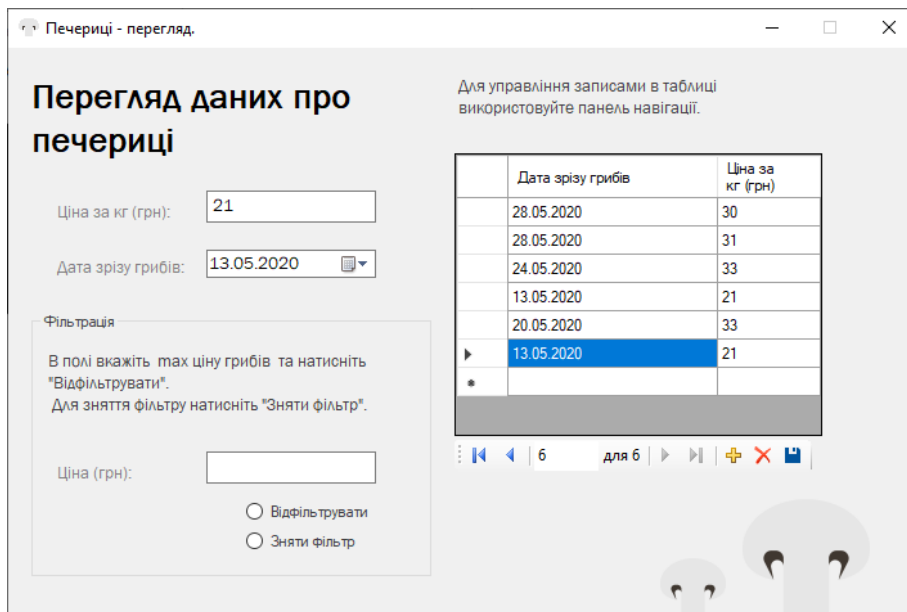 Печериці - перегляд.
Перегляд даних про
печериці
Ціна за кг (грн):
21
Дата зрізу грибів:
13.05.2020
Фільтрація
В полі вкажіть max ціну грибів та натисніть
"Відфільтрувати".
Для зняття фільтру натисніть "Зняти фільтр".
Ціна (грн):
Відфільтрувати
Зняти фільтр
Для управління записами в таблиці
використовуйте панель навігації.
Дата зрізу грибів
Ціна за
кг (грн)
28.05.2020 30
28.05.2020 31
24.05.2020 33
13.05.2020 21
20.05.2020 33
13.05.2020 21
6 для 6